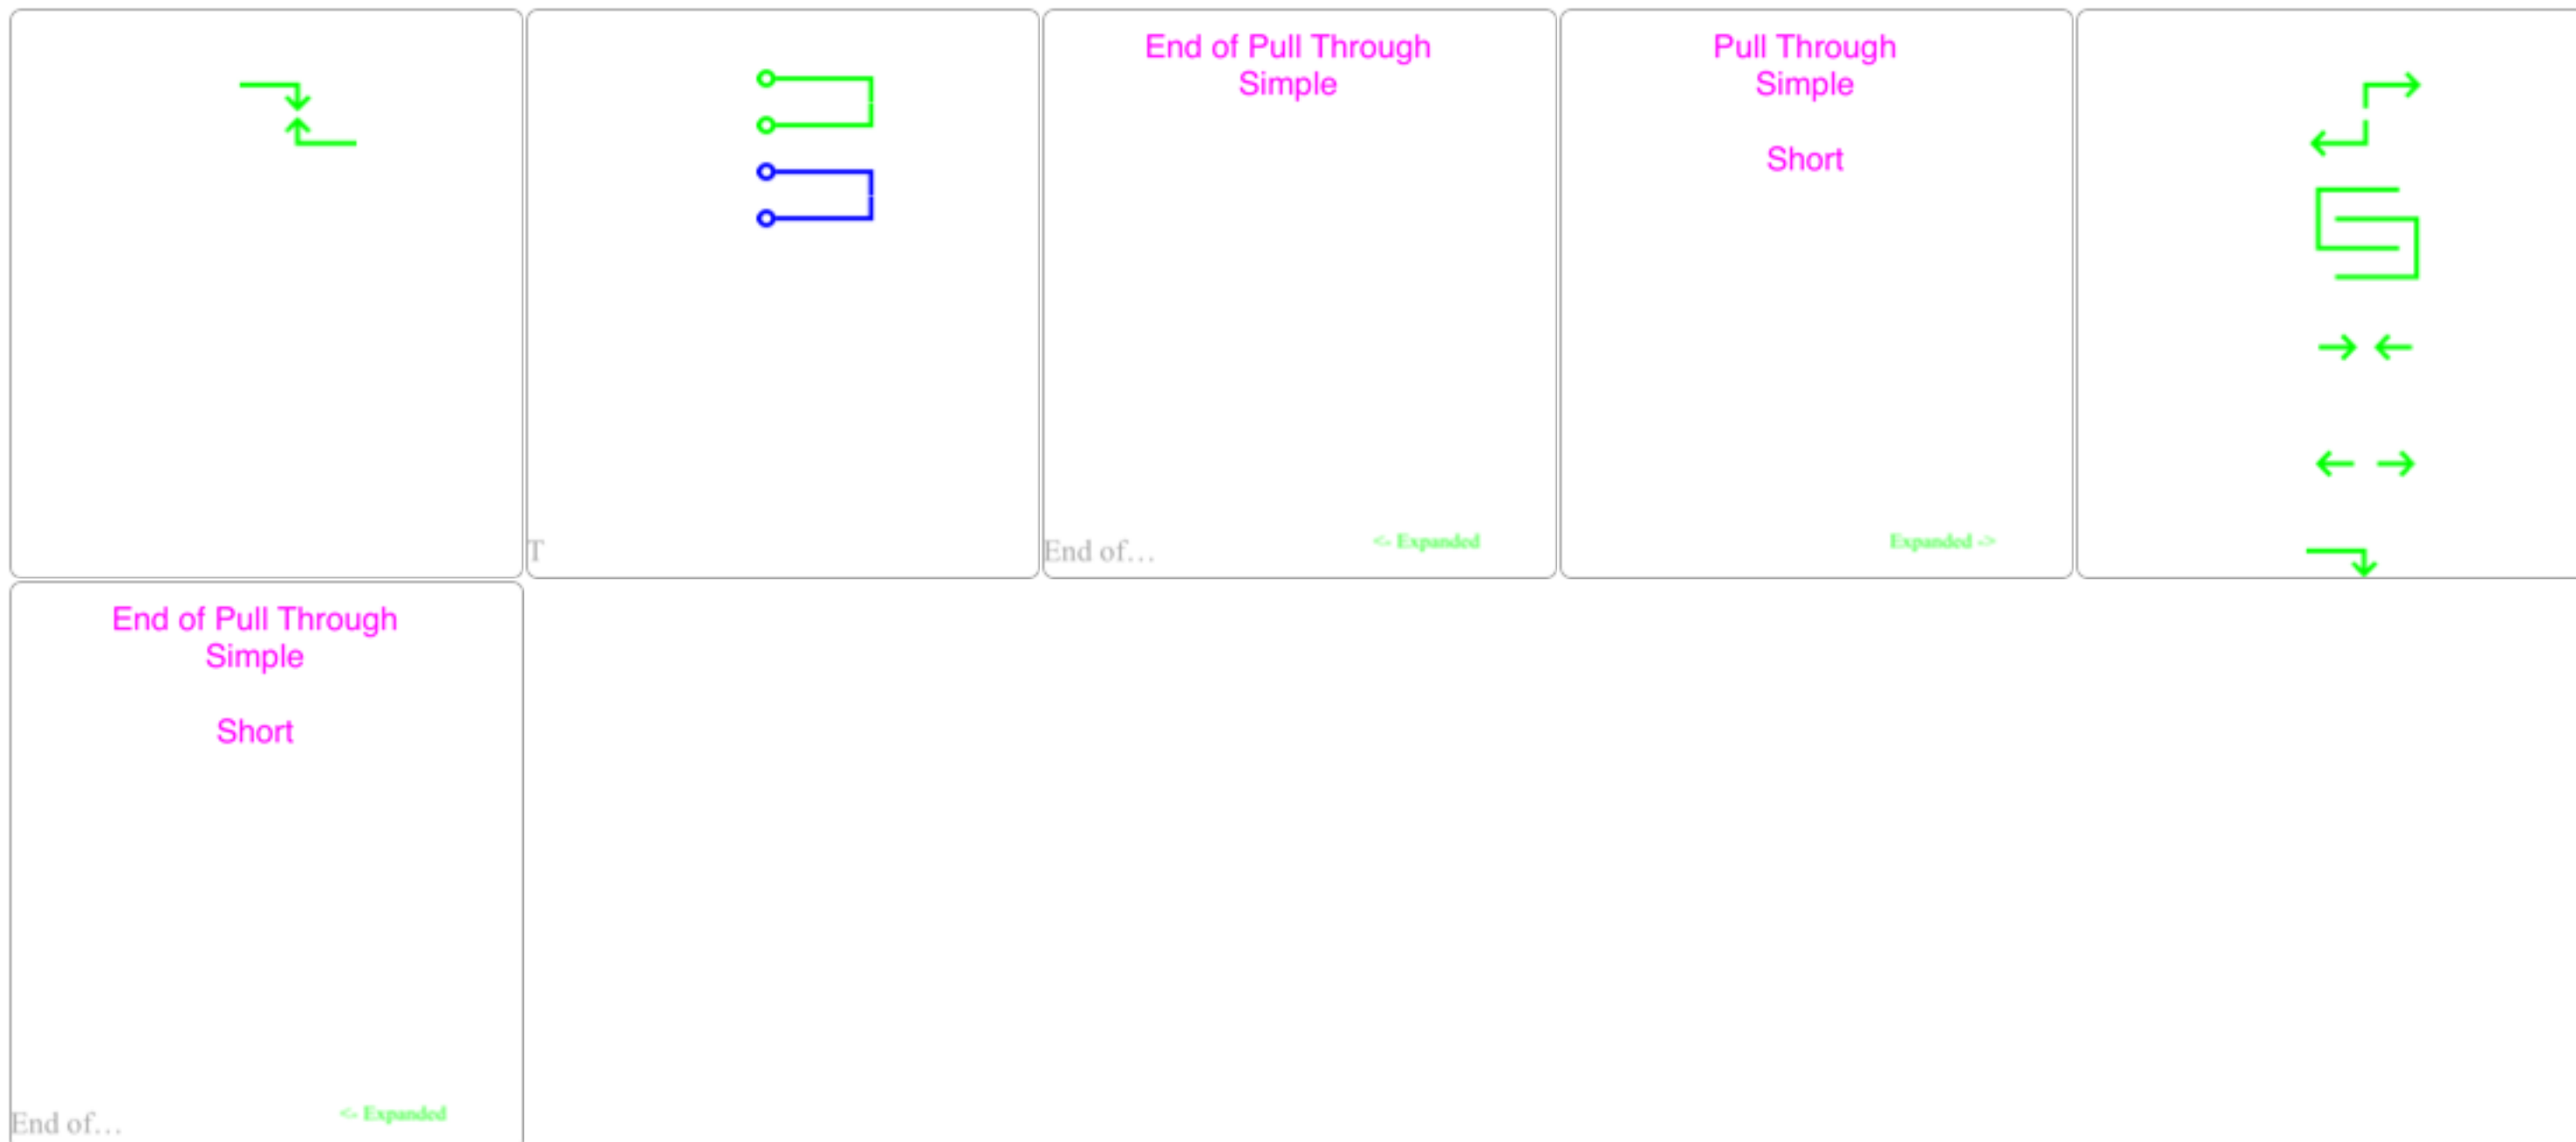 T
End of Pull Through
Simple
End of…
<- Expanded
Pull Through
Simple
Short
Expanded ->
End of Pull Through
Simple
Short
End of…
<- Expanded